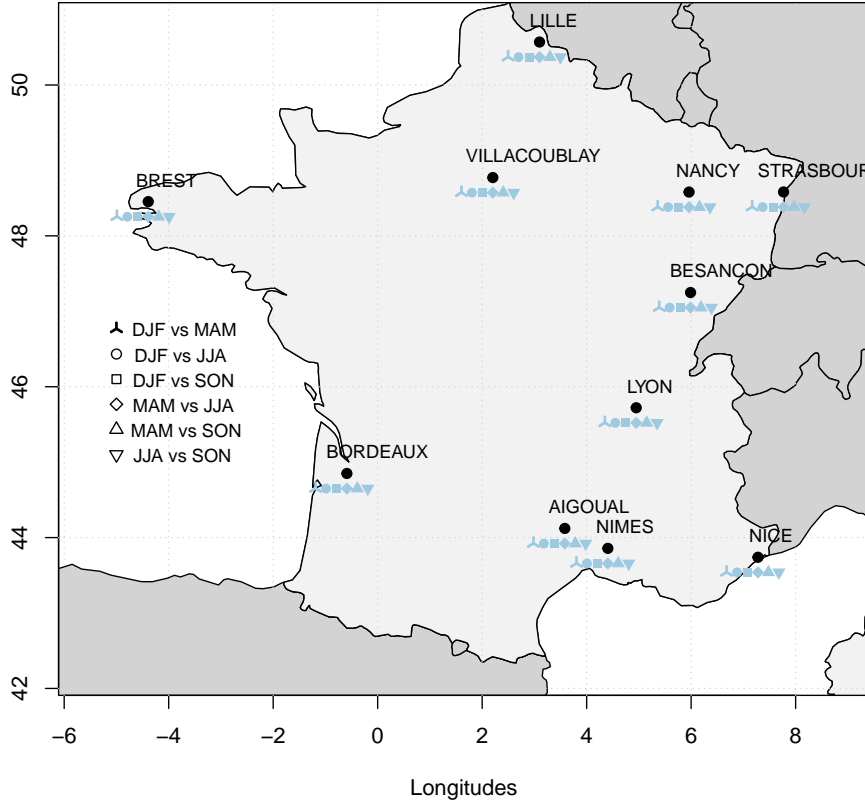 LILLE
50
VILLACOUBLAY
NANCY
STRASBOUR
BREST
48
BESANCON
DJF vs MAM
DJF vs JJA
DJF vs SON
MAM vs JJA
MAM vs SON
JJA vs SON
46
LYON
BORDEAUX
AIGOUAL
NIMES
NICE
44
42
−6 −4 −2 0 2 4 6 8
Longitudes